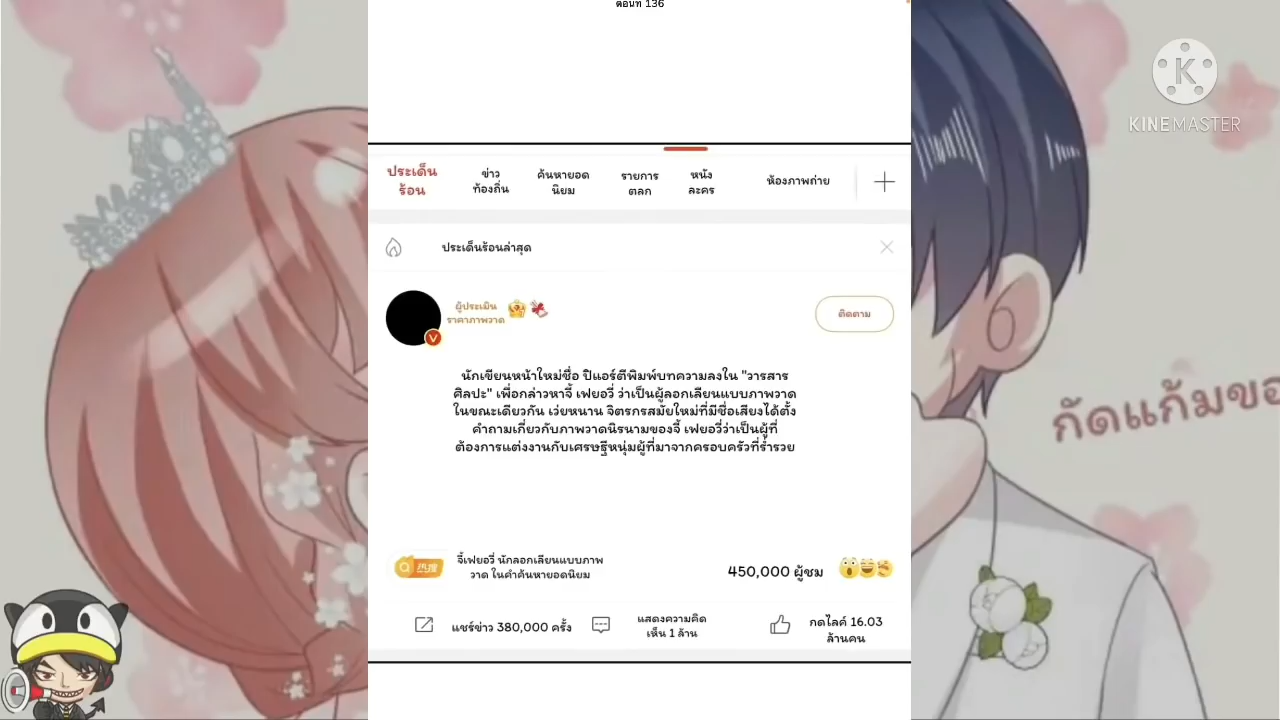 ตอนที่ 136
KINEMASTER
ประเด็น
ร้อน
ข่าว
ท้องถิ่น
ค้นหายอด
นิยม
รายการ
ตลก
หนัง
ละคร
ห้องภาพถ่าย
ประเด็นร้อนล่าสุด
ผู้ประเมิน
ราคาภาพวาด
V
ติดตาม
นักเขียนหน้าใหม่ชื่อ ปิแอร์ตีพิมพ์บทความลงใน "วารสาร
ศิลปะ" เพื่อกล่าวหาจี้ เฟยอวี่ ว่าเป็นผู้ลอกเลียนแบบภาพวาด
ในขณะเดียวกัน เว่ยหนาน จิตรกรสมัยใหม่ที่มีชื่อเสียงได้ตั้ง
คำถามเกี่ยวกับภาพวาดนิรนามของจี้ เฟยอวี่ว่าเป็นผู้ที่
ต้องการแต่งงานกับเศรษฐีหนุ่มผู้ที่มาจากครอบครัวที่ร่ำรวย
กัดแก้มขอ
热搜
จี้เฟยอวี่ นักลอกเลียนแบบภาพ
วาด ในคำค้นหายอดนิยม
450,000 ผู้ชม
แชร์ข่าว 380,000 ครั้ง
แสดงความคิด
เห็น 1 ล้าน
กดไลค์ 16.03
ล้านคน